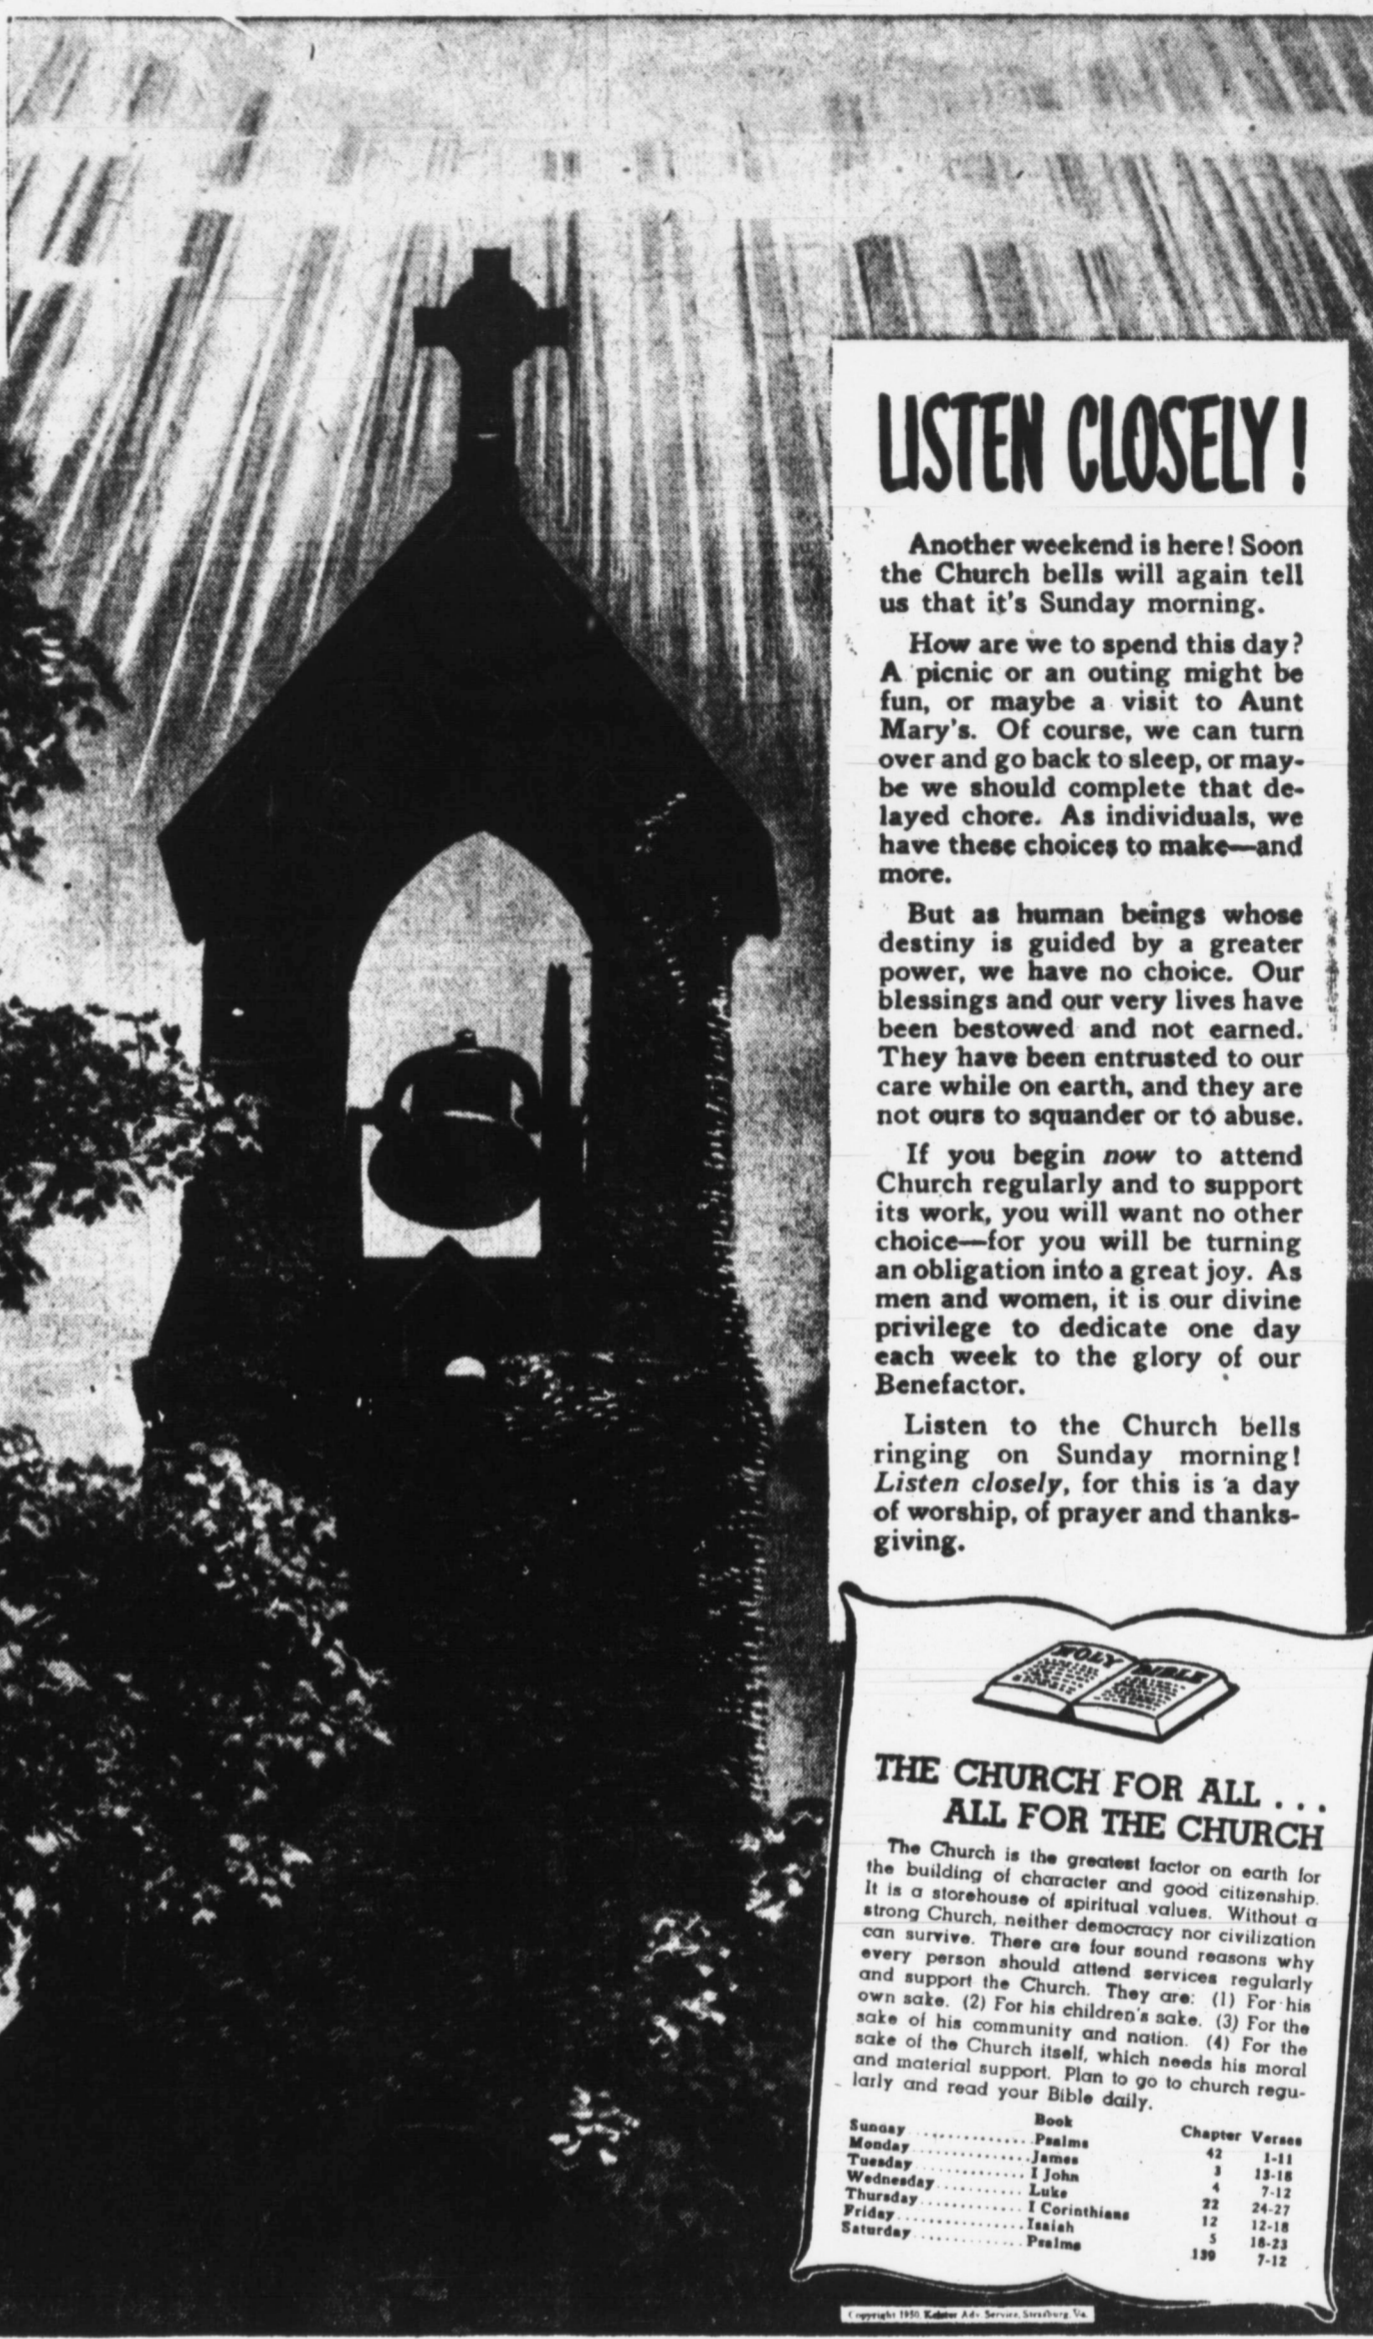 LISTEN CLOSELY!
Another weekend is here! Soon
the Church bells will again tell
us that it's Sunday morning.
How are we to spend this day?
A picnic or an outing might be
fun, or maybe a visit to Aunt
Mary's. Of course, we can turn
over and go back to sleep, or may-
be we should complete that de-
layed chore. As individuals, we
have these choices to make—and
more.
But as human beings whose
destiny is guided by a greater
power, we have no choice. Our
blessings and our very lives have
been bestowed and not earned.
They have been entrusted to our
care while on earth, and they are
not ours to squander or to abuse.
If you begin now to attend
Church regularly and to support
its work, you will want no other
choice—for you will be turning
an obligation into a great joy. As
men and women, it is our divine
privilege to dedicate one day
each week to the glory of our
Benefactor.
Listen to the Church bells
ringing on Sunday morning!
Listen closely, for this is a day
of worship, of prayer and thanks-
giving.
HOLY BIBLE
THE CHURCH FOR ALL . . .
ALL FOR THE CHURCH
The Church is the greatest factor on earth for
the building of character and good citizenship.
It is a storehouse of spiritual values. Without a
strong Church, neither democracy nor civilization
can survive. There are four sound reasons why
every person should attend services regularly
and support the Church. They are: (1) For his
own sake. (2) For his children's sake. (3) For the
sake of his community and nation. (4) For the
sake of the Church itself, which needs his moral
and material support. Plan to go to church regu-
larly and read your Bible daily.
Book Chapter Verses
Sunday Psalms 42 1-11
Monday James 3 13-18
Tuesday I John 4 7-12
Wednesday Luke 22 24-27
Thursday I Corinthians 12 12-18
Friday Isaiah 5 18-23
Saturday Psalms 139 7-12
Copyright 1950, Keister Adv. Service, Strasburg, Va.